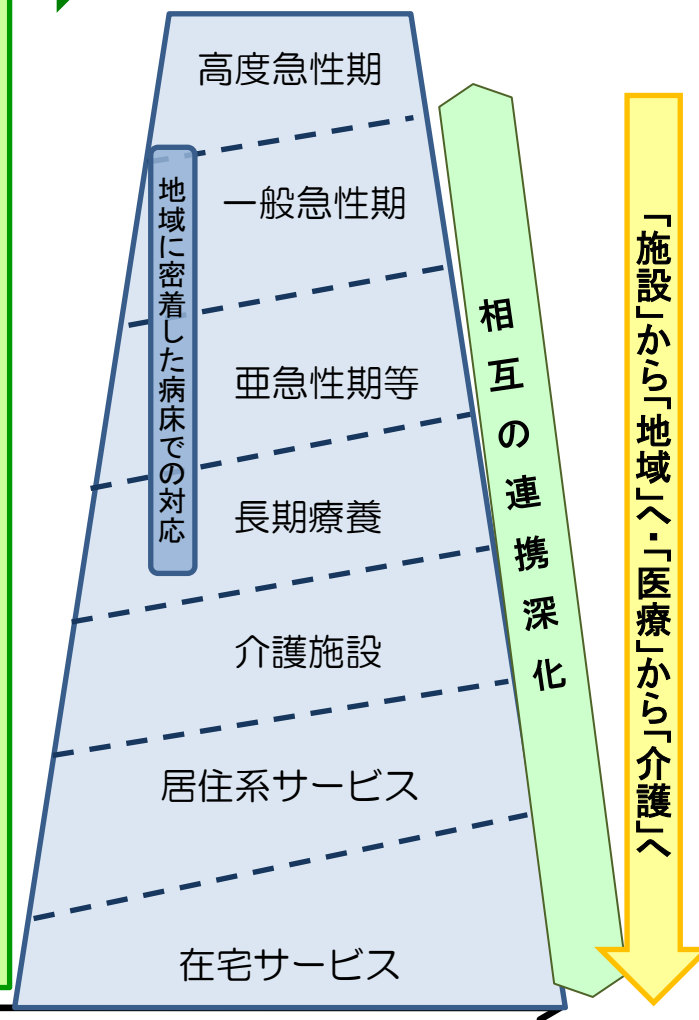 高度急性期
一般急性期
亜急性期等
長期療養
介護施設
居住系サービス
在宅サービス
地域に密着した病床での対応
相互の連携深化
「施設」から「地域」へ・「医療」から「介護」へ